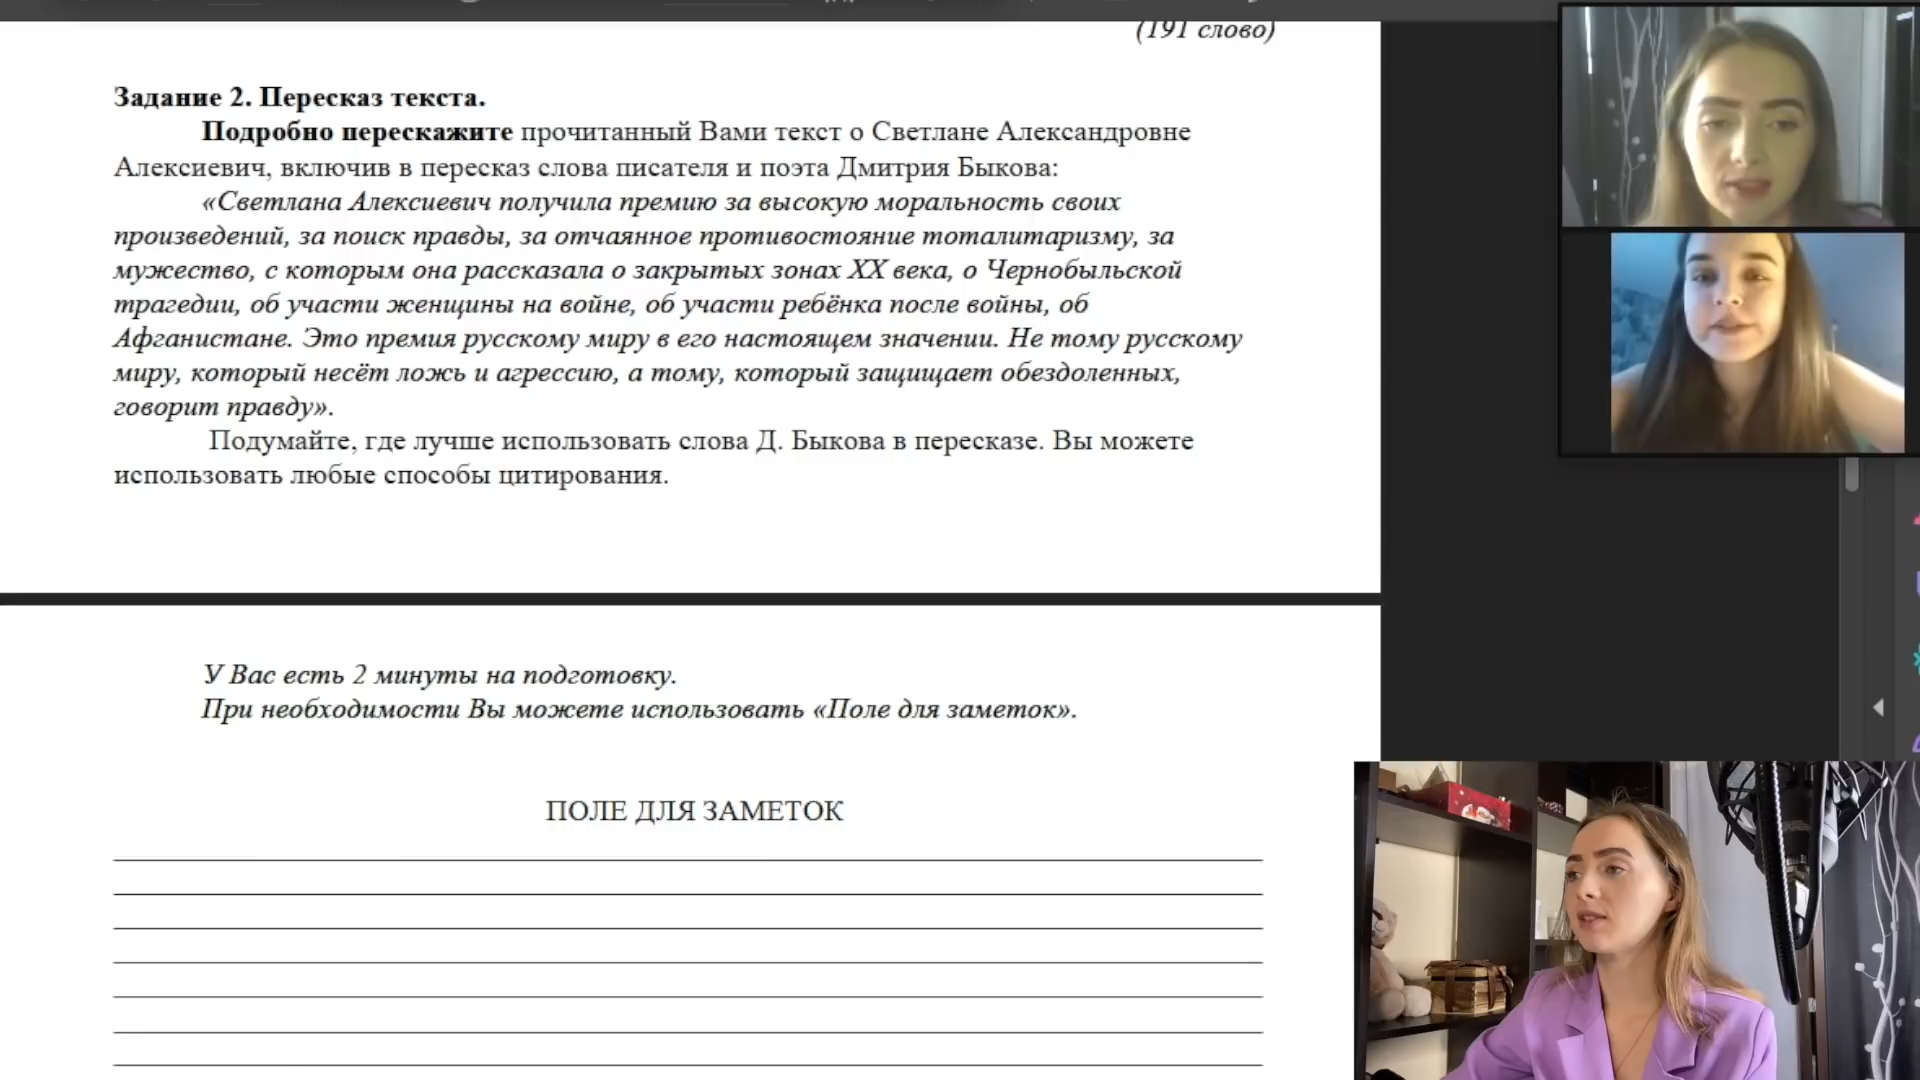 (191 слово)
Задание 2. Пересказ текста.
Подробно перескажите прочитанный Вами текст о Светлане Александровне
Алексиевич, включив в пересказ слова писателя и поэта Дмитрия Быкова:
«Светлана Алексиевич получила премию за высокую моральность своих
произведений, за поиск правды, за отчаянное противостояние тоталитаризму, за
мужество, с которым она рассказала о закрытых зонах XX века, о Чернобыльской
трагедии, об участи женщины на войне, об участи ребёнка после войны, об
Афганистане. Это премия русскому миру в его настоящем значении. Не тому русскому
миру, который несёт ложь и агрессию, а тому, который защищает обездоленных,
говорит правду».
Подумайте, где лучше использовать слова Д. Быкова в пересказе. Вы можете
использовать любые способы цитирования.
У Вас есть 2 минуты на подготовку.
При необходимости Вы можете использовать «Поле для заметок».
ПОЛЕ ДЛЯ ЗАМЕТОК